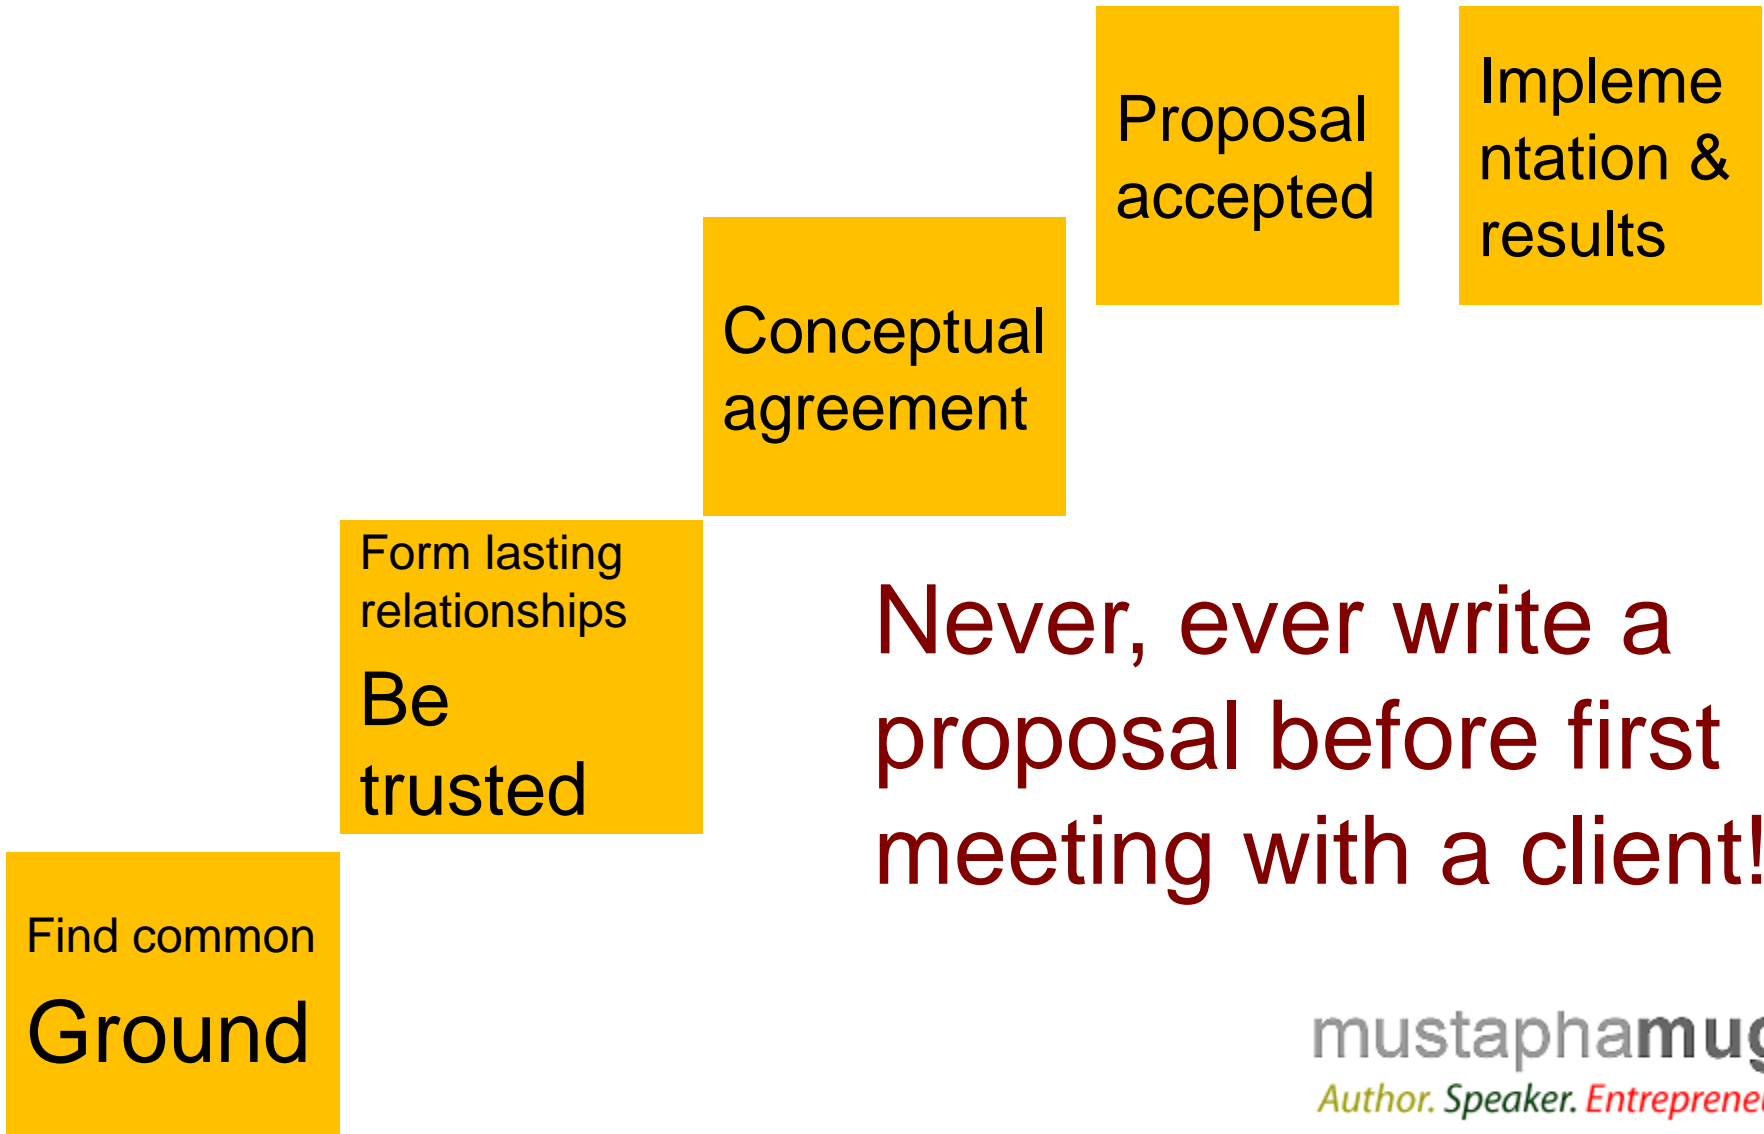 Proposal
accepted
Impleme
ntation &
results
Conceptual
agreement
Form lasting
relationships
Be
trusted
Never, ever write a
proposal before first
meeting with a client!
Find common
Ground
mustaphamug
Author. Speaker. Entreprene